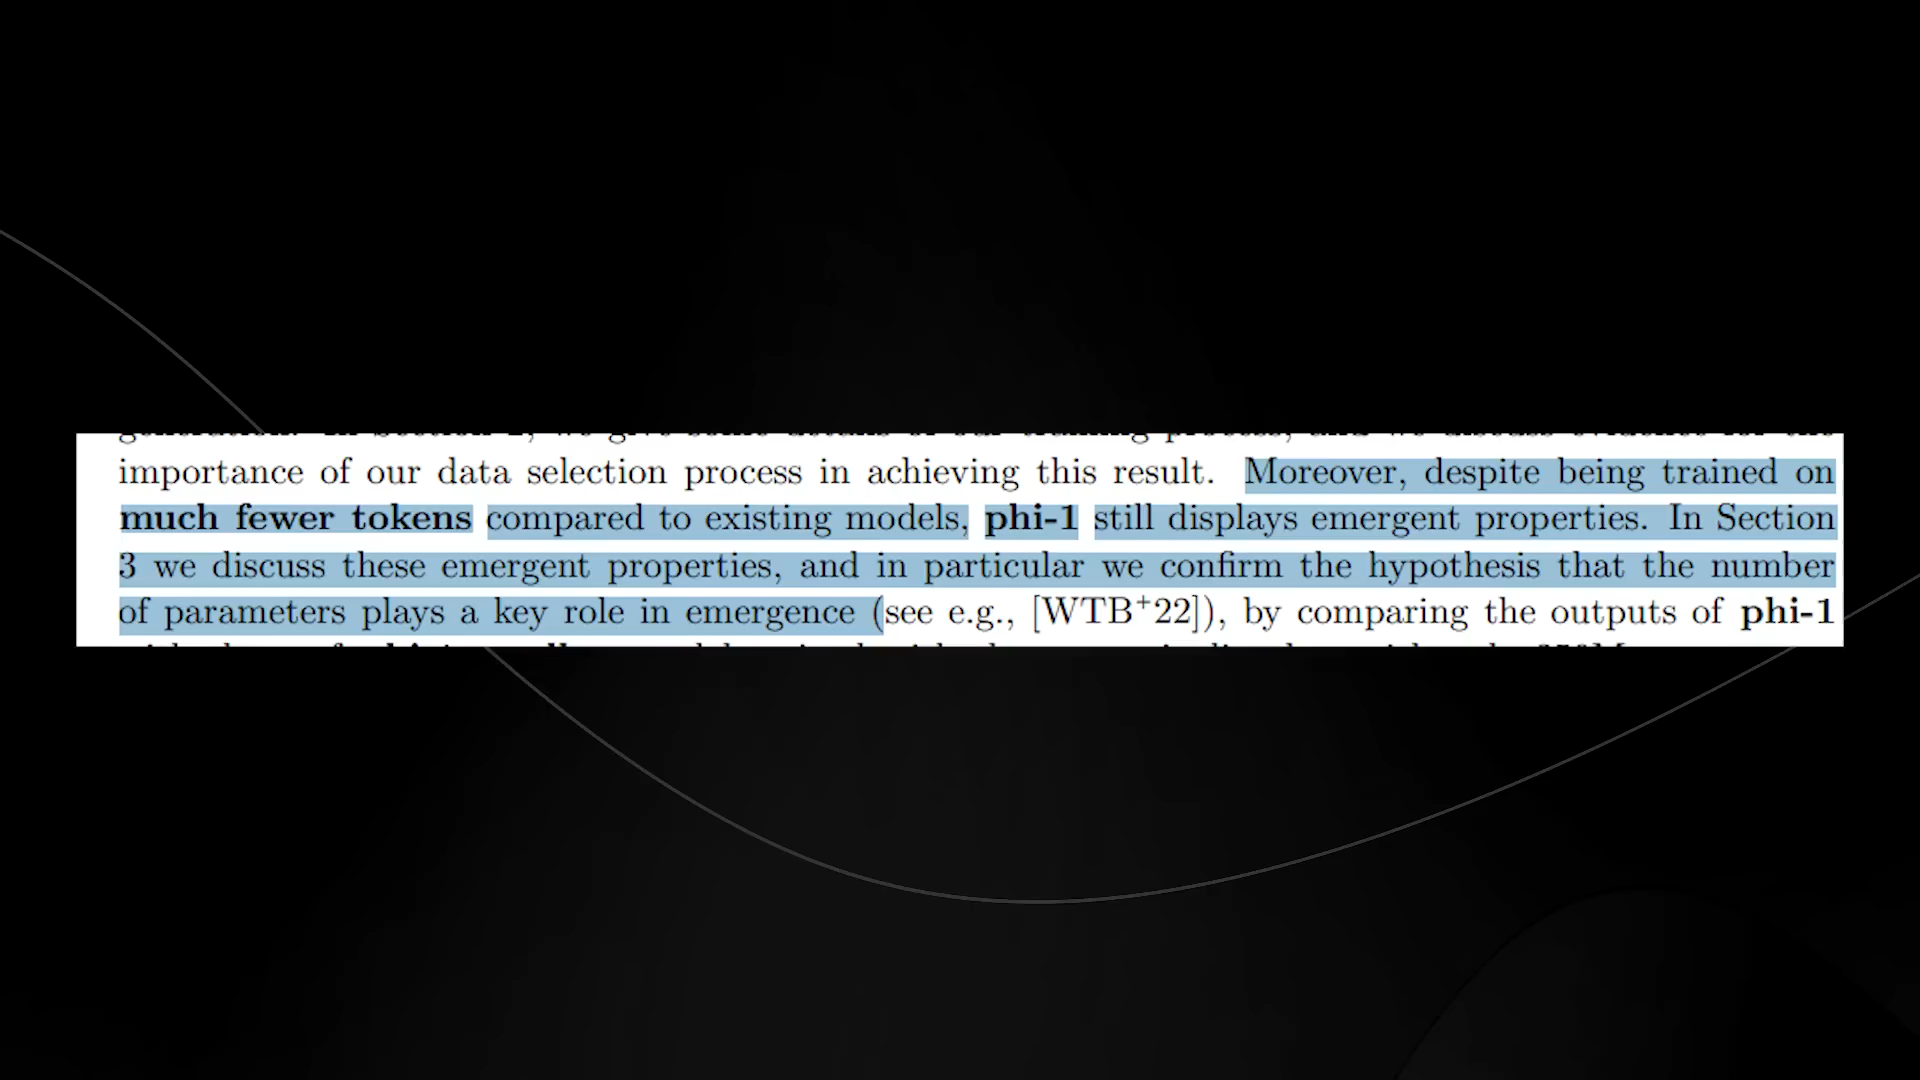 importance of our data selection process in achieving this result. Moreover, despite being trained on
much fewer tokens compared to existing models, phi-1 still displays emergent properties. In Section
3 we discuss these emergent properties, and in particular we confirm the hypothesis that the number
of parameters plays a key role in emergence (see e.g., [WTB+22]), by comparing the outputs of phi-1